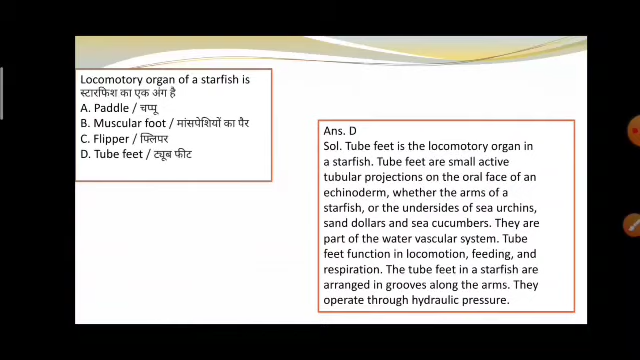 Locomotory organ of a starfish is
स्टारफिश का एक अंग है
A. Paddle / चप्पू
B. Muscular foot / मांसपेशियों का पैर
C. Flipper / फ्लिपर
D. Tube feet / ट्यूब फीट
Ans. D
Sol. Tube feet is the locomotory organ in
a starfish. Tube feet are small active
tubular projections on the oral face of an
echinoderm, whether the arms of a
starfish, or the undersides of sea urchins,
sand dollars and sea cucumbers. They are
part of the water vascular system. Tube
feet function in locomotion, feeding, and
respiration. The tube feet in a starfish are
arranged in grooves along the arms. They
operate through hydraulic pressure.